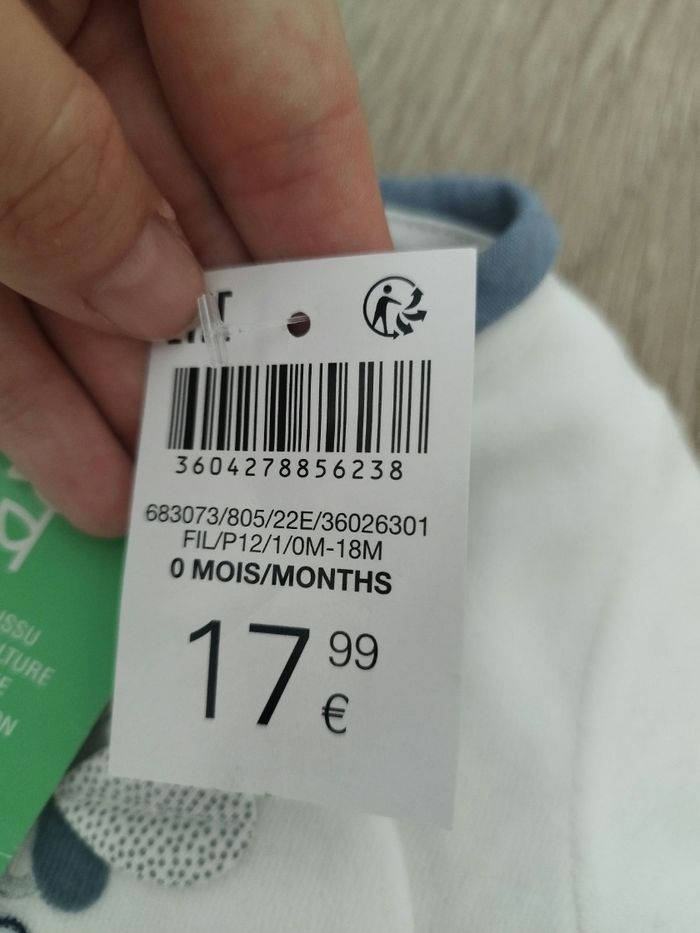 3604278856238
683073/805/22E/36026301
FIL/P12/1/0M-18M
0 MOIS/MONTHS
17 99
€